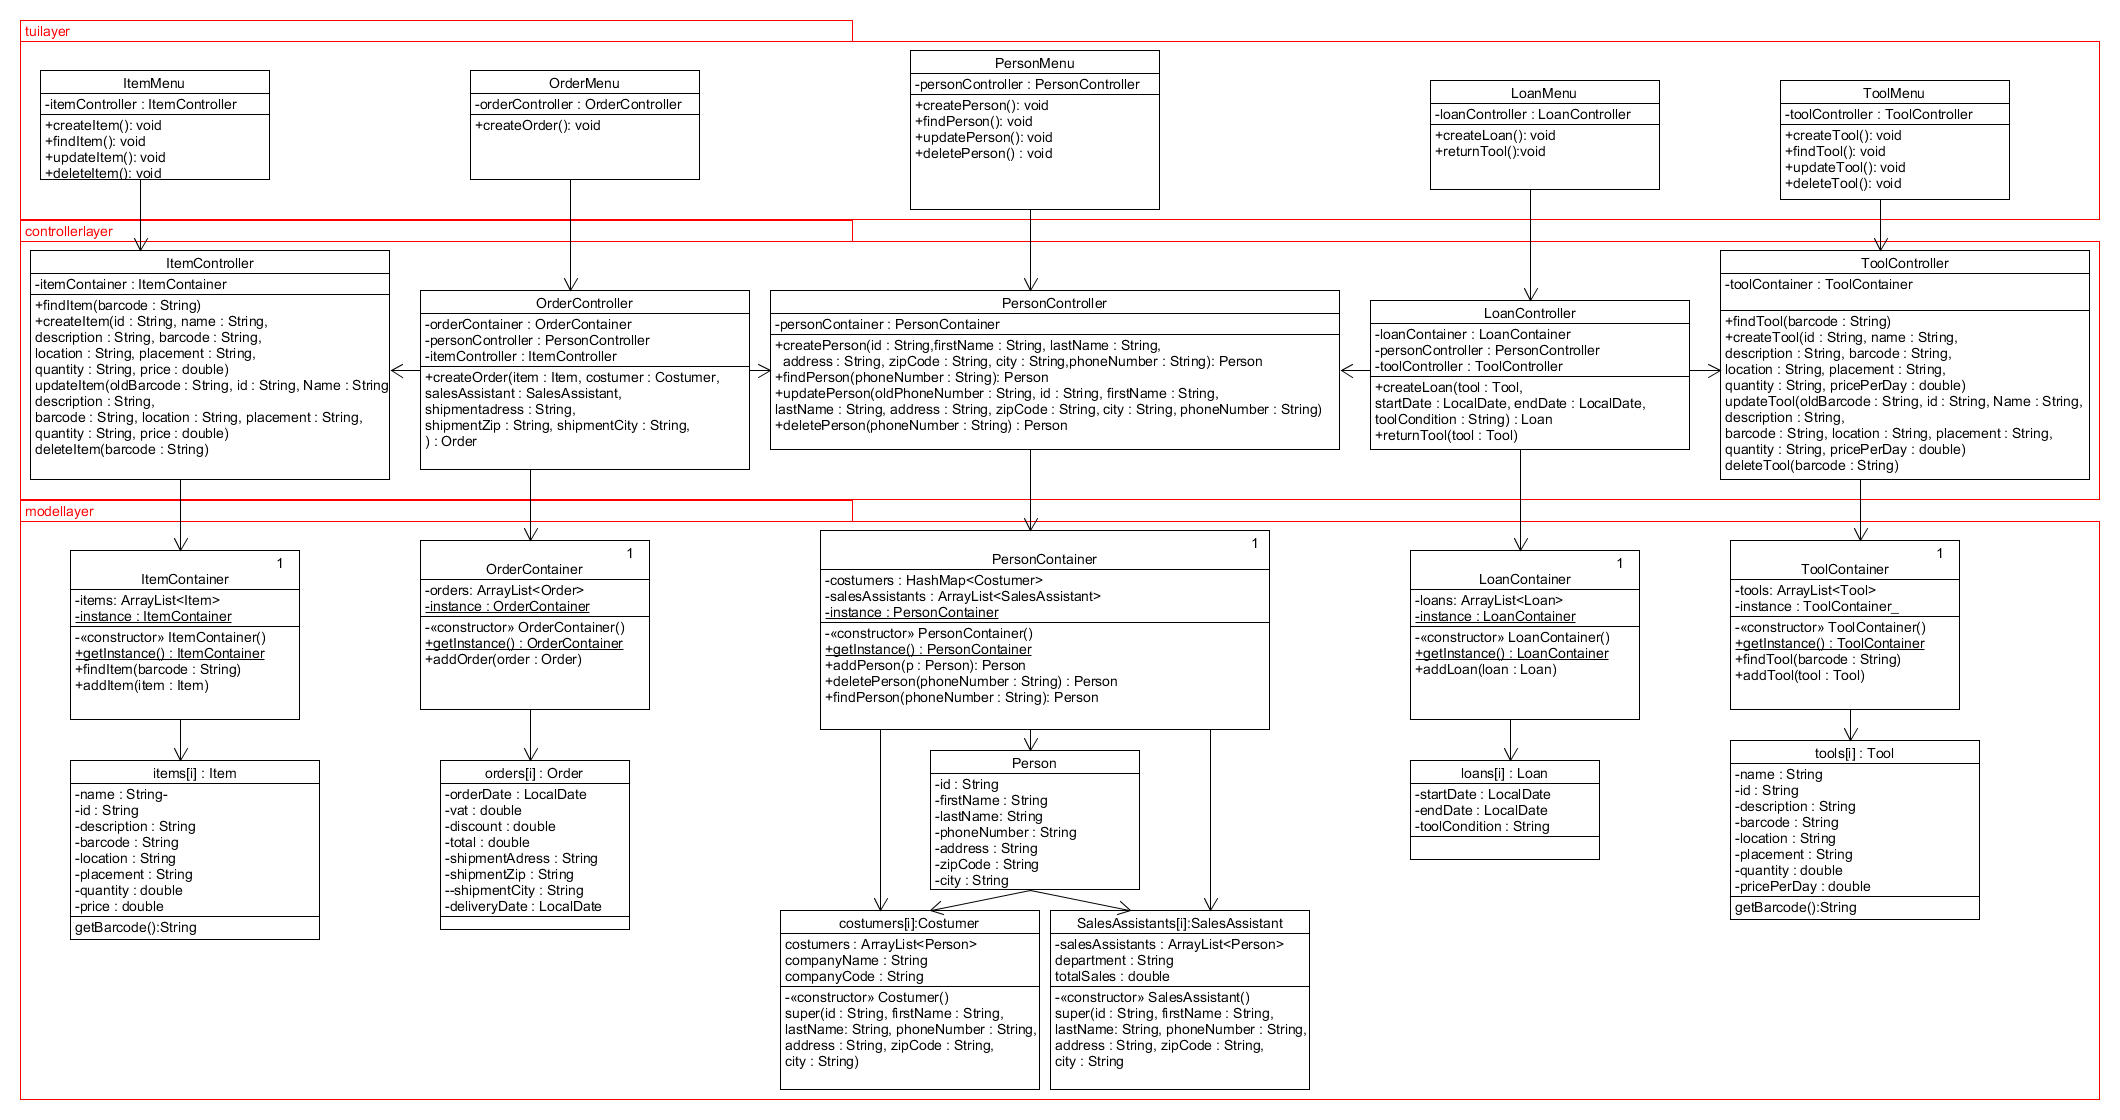 tuilayer
ItemMenu
-itemController : ItemController
+createItem(): void
+findItem(): void
+updateItem(): void
+deleteItem(): void
OrderMenu
-orderController : OrderController
+createOrder(): void
PersonMenu
-personController : PersonController
+createPerson(): void
+findPerson(): void
+updatePerson(): void
+deletePerson() : void
LoanMenu
-loanController : LoanController
+createLoan(): void
+returnTool():void
ToolMenu
-toolController : ToolController
+createTool(): void
+findTool(): void
+updateTool(): void
+deleteTool(): void
controllerlayer
ItemController
-itemContainer : ItemContainer
+findItem(barcode : String)
+createItem(id : String, name : String,
description : String, barcode : String,
location : String, placement : String,
quantity : String, price : double)
updateItem(oldBarcode : String, id : String, Name : String
description : String,
barcode : String, location : String, placement : String,
quantity : String, price : double)
deleteItem(barcode : String)
OrderController
-orderContainer : OrderContainer
-personController : PersonController
-itemController : ItemController
+createOrder(item : Item, costumer : Costumer,
salesAssistant : SalesAssistant,
shipmentadress : String,
shipmentZip : String, shipmentCity : String,
) : Order
PersonController
-personContainer : PersonContainer
+createPerson(id : String,firstName : String, lastName : String,
address : String, zipCode : String, city : String,phoneNumber : String): Person
+findPerson(phoneNumber : String): Person
+updatePerson(oldPhoneNumber : String, id : String, firstName : String,
lastName : String, address : String, zipCode : String, city : String, phoneNumber : String)
+deletePerson(phoneNumber : String) : Person
LoanController
-loanContainer : LoanContainer
-personController : PersonController
-toolController : ToolController
+createLoan(tool : Tool,
startDate : LocalDate, endDate : LocalDate,
toolCondition : String) : Loan
+returnTool(tool : Tool)
ToolController
-toolContainer : ToolContainer
+findTool(barcode : String)
+createTool(id : String, name : String,
description : String, barcode : String,
location : String, placement : String,
quantity : String, pricePerDay : double)
updateTool(oldBarcode : String, id : String, Name : String,
description : String,
barcode : String, location : String, placement : String,
quantity : String, pricePerDay : double)
deleteTool(barcode : String)
modellayer
1
ItemContainer
-items: ArrayList<Item>
-instance : ItemContainer
-«constructor» ItemContainer()
+getInstance() : ItemContainer
+findItem(barcode : String)
+addItem(item : Item)
1
OrderContainer
-orders: ArrayList<Order>
-instance : OrderContainer
-«constructor» OrderContainer()
+getInstance() : OrderContainer
+addOrder(order : Order)
1
PersonContainer
-costumers : HashMap<Costumer>
-salesAssistants : ArrayList<SalesAssistant>
-instance : PersonContainer
-«constructor» PersonContainer()
+getInstance() : PersonContainer
+addPerson(p : Person): Person
+deletePerson(phoneNumber : String) : Person
+findPerson(phoneNumber : String): Person
1
LoanContainer
-loans: ArrayList<Loan>
-instance : LoanContainer
-«constructor» LoanContainer()
+getInstance() : LoanContainer
+addLoan(loan : Loan)
1
ToolContainer
-tools: ArrayList<Tool>
-instance : ToolContainer_
-«constructor» ToolContainer()
+getInstance() : ToolContainer
+findTool(barcode : String)
+addTool(tool : Tool)
items[i] : Item
-name : String-
-id : String
-description : String
-barcode : String
-location : String
-placement : String
-quantity : double
-price : double
getBarcode():String
orders[i] : Order
-orderDate : LocalDate
-vat : double
-discount : double
-total : double
-shipmentAdress : String
-shipmentZip : String
--shipmentCity : String
-deliveryDate : LocalDate
Person
-id : String
-firstName : String
-lastName: String
-phoneNumber : String
-address : String
-zipCode : String
-city : String
loans[i] : Loan
-startDate : LocalDate
-endDate : LocalDate
-toolCondition : String
tools[i] : Tool
-name : String
-id : String
-description : String
-barcode : String
-location : String
-placement : String
-quantity : double
-pricePerDay : double
getBarcode():String
costumers[i]:Costumer
costumers : ArrayList<Person>
companyName : String
companyCode : String
-«constructor» Costumer()
super(id : String, firstName : String,
lastName: String, phoneNumber : String,
address : String, zipCode : String,
city : String)
SalesAssistants[i]:SalesAssistant
-salesAssistants : ArrayList<Person>
department : String
totalSales : double
-«constructor» SalesAssistant()
super(id : String, firstName : String,
lastName: String, phoneNumber : String,
address : String, zipCode : String,
city : String